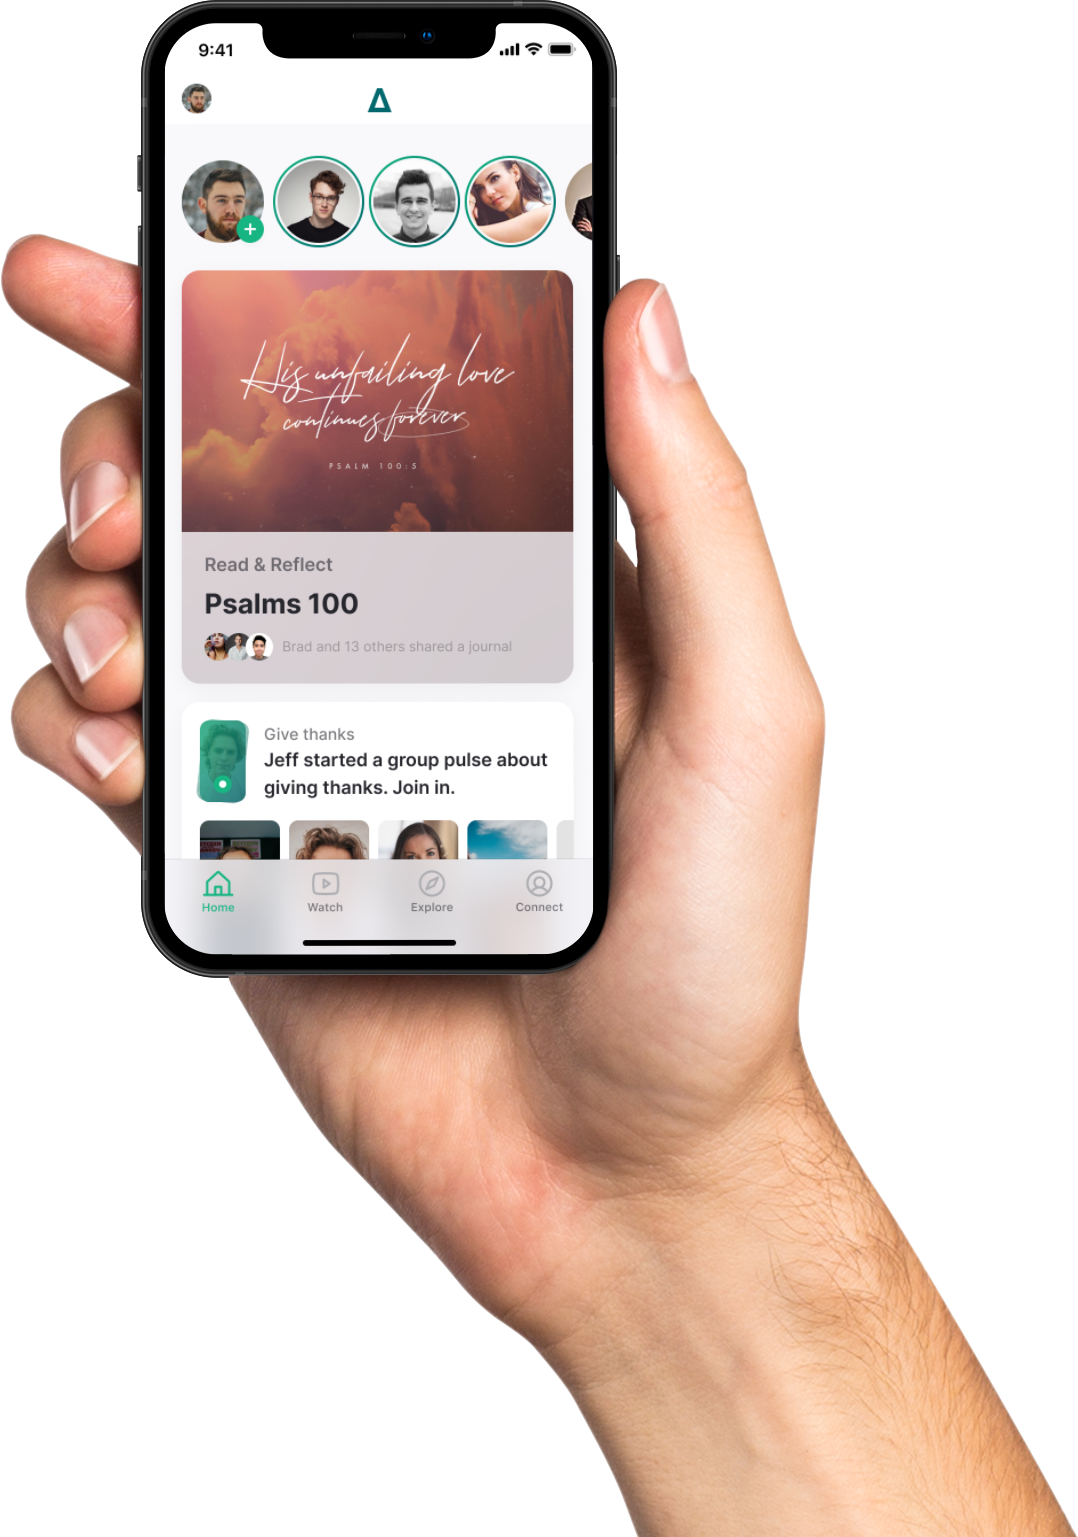 9:41
Δ
His unfailing love
continues forever
PSALM 100:5
Read & Reflect
Psalms 100
Brad and 13 others shared a journal
Give thanks
Jeff started a group pulse about
giving thanks. Join in.
Home
Watch
Explore
Connect